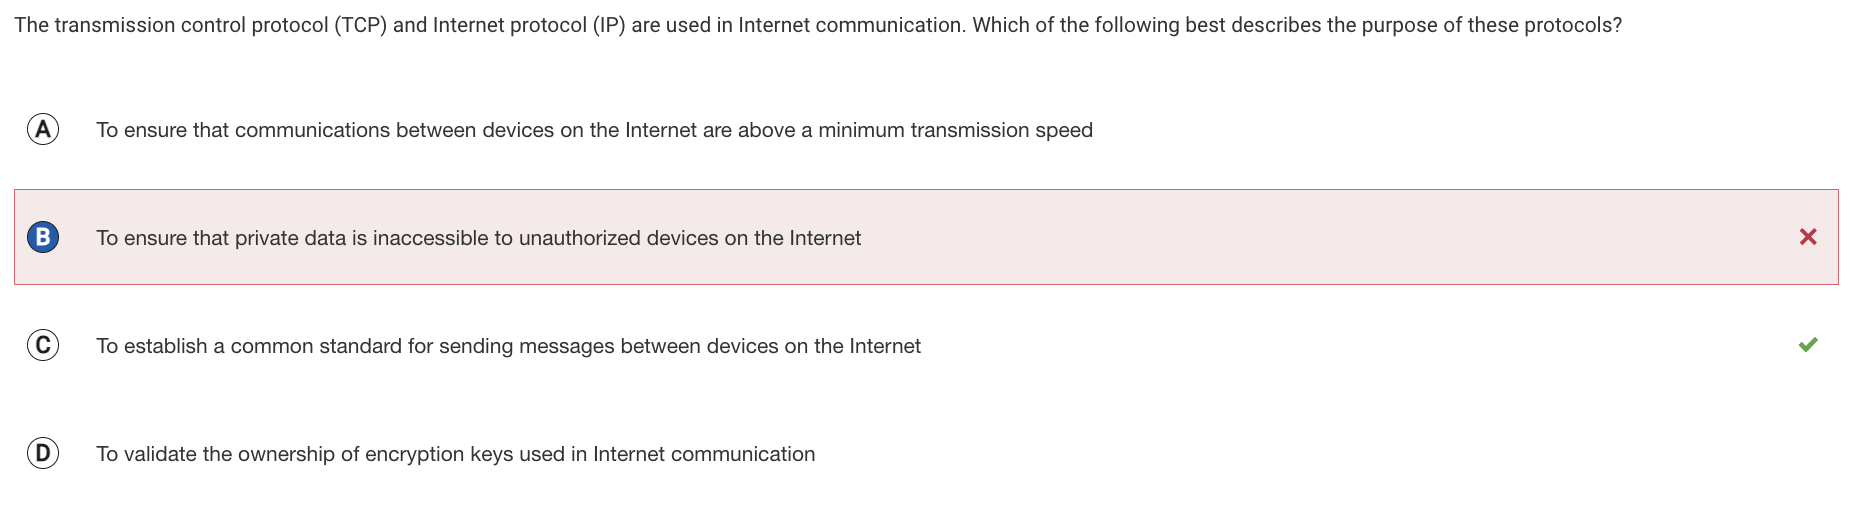 The transmission control protocol (TCP) and Internet protocol (IP) are used in Internet communication. Which of the following best describes the purpose of these protocols?
A To ensure that communications between devices on the Internet are above a minimum transmission speed
B To ensure that private data is inaccessible to unauthorized devices on the Internet
C To establish a common standard for sending messages between devices on the Internet
D To validate the ownership of encryption keys used in Internet communication